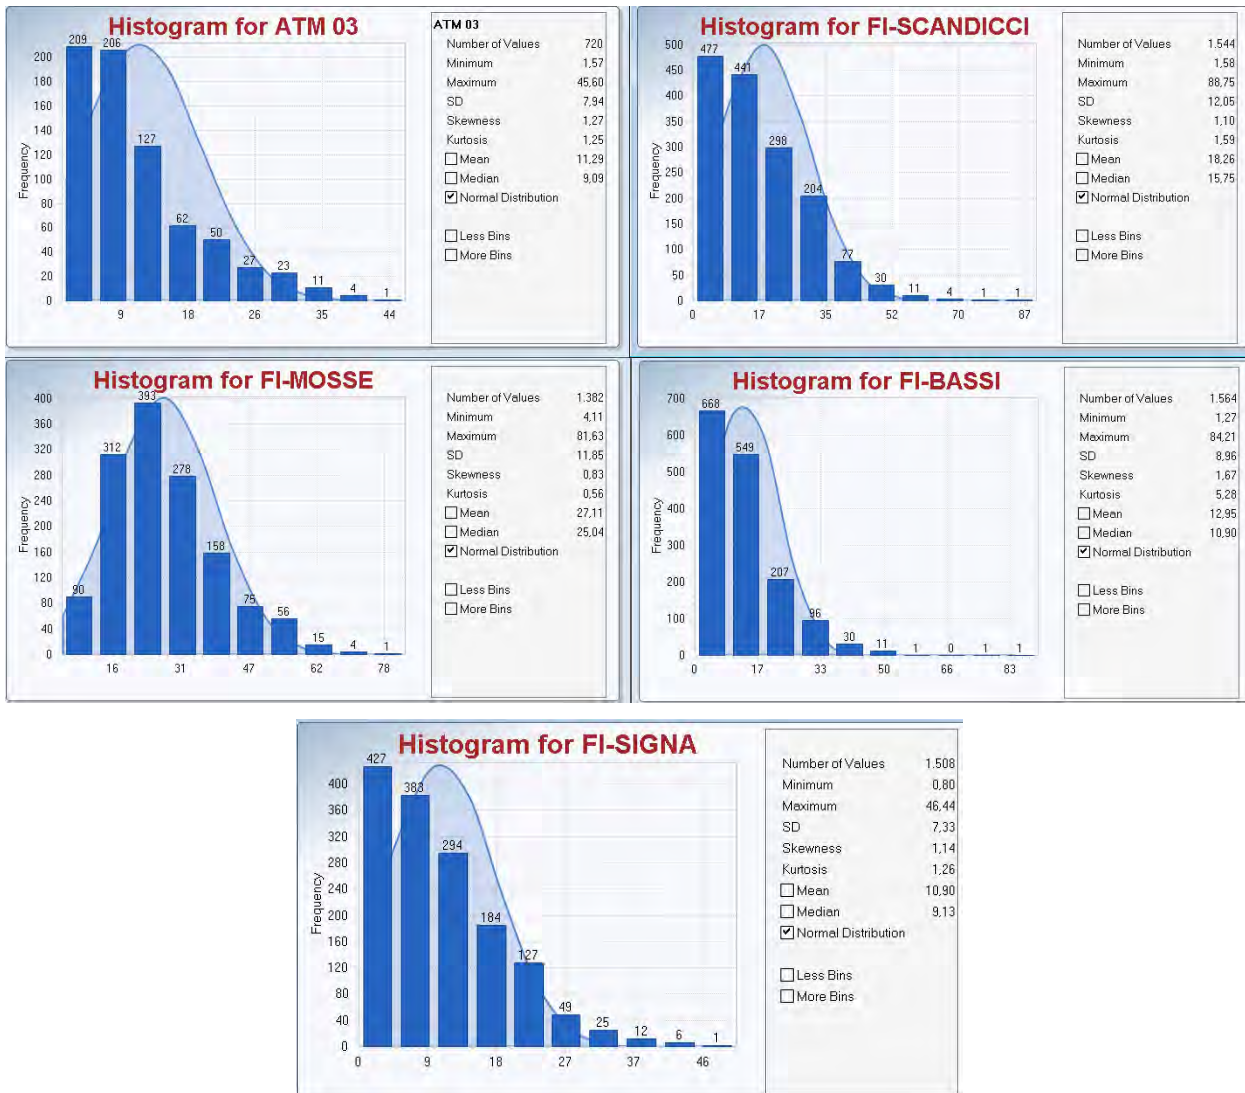 Histogram for ATM 03
Frequency
200
180
160
140
120
100
80
60
40
20
0
209 206 127 62 50 27 23 11 4 1
9 18 26 35 44
ATM 03
Number of Values 720
Minimum 1,57
Maximum 45,60
SD 7,94
Skewness 1,27
Kurtosis 1,25
Mean 11,29
Median 9,09
Normal Distribution
Less Bins
More Bins
Histogram for FI-SCANDICCI
Frequency
500
450
400
350
300
250
200
150
100
50
0
477 441 298 204 77 30 11 4 1 1
0 17 35 52 70 87
Number of Values 1.544
Minimum 1,58
Maximum 88,75
SD 12,05
Skewness 1,10
Kurtosis 1,59
Mean 18,26
Median 15,75
Normal Distribution
Less Bins
More Bins
Histogram for FI-MOSSE
Frequency
400
360
320
280
240
200
160
120
80
40
0
90 312 393 278 158 75 56 15 4 1
16 31 47 62 78
Number of Values 1.382
Minimum 4,11
Maximum 81,63
SD 11,85
Skewness 0,83
Kurtosis 0,56
Mean 27,11
Median 25,04
Normal Distribution
Less Bins
More Bins
Histogram for FI-BASSI
Frequency
700
600
500
400
300
200
100
0
668 549 207 96 30 11 1 0 1 1
0 17 33 50 66 83
Number of Values 1.564
Minimum 1,27
Maximum 84,21
SD 8,96
Skewness 1,67
Kurtosis 5,28
Mean 12,95
Median 10,90
Normal Distribution
Less Bins
More Bins
Histogram for FI-SIGNA
Frequency
400
360
320
280
240
200
160
120
80
40
0
427 383 294 184 127 49 25 12 6 1
0 9 18 27 37 46
Number of Values 1.508
Minimum 0,80
Maximum 46,44
SD 7,33
Skewness 1,14
Kurtosis 1,26
Mean 10,90
Median 9,13
Normal Distribution
Less Bins
More Bins